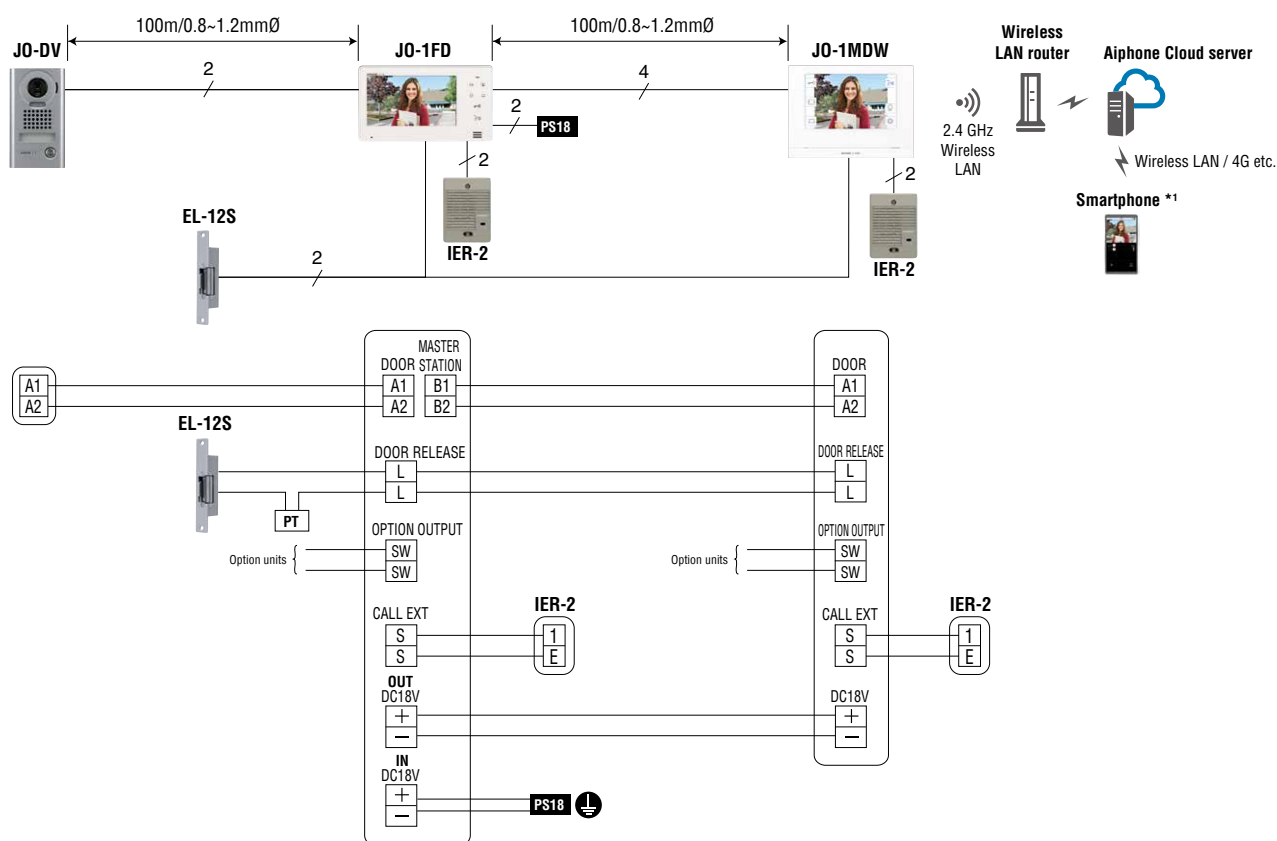 100m/0.8~1.2mmØ
100m/0.8~1.2mmØ
JO-DV
JO-1FD
JO-1MDW
Wireless
LAN router
Aiphone Cloud server
2
4
2
PS18
2.4 GHz
Wireless
LAN
Wireless LAN / 4G etc.
2
2
Smartphone *1
EL-12S
IER-2
IER-2
2
MASTER
DOOR STATION
DOOR
A1
A1
B1
A1
A2
A2
B2
A2
EL-12S
DOOR RELEASE
DOOR RELEASE
L
L
L
L
PT
OPTION OUTPUT
OPTION OUTPUT
Option units
SW
SW
Option units
SW
SW
CALL EXT
IER-2
CALL EXT
IER-2
S
1
S
1
S
E
S
E
OUT
DC18V
DC18V
+
+
−
−
IN
DC18V
+
−
PS18